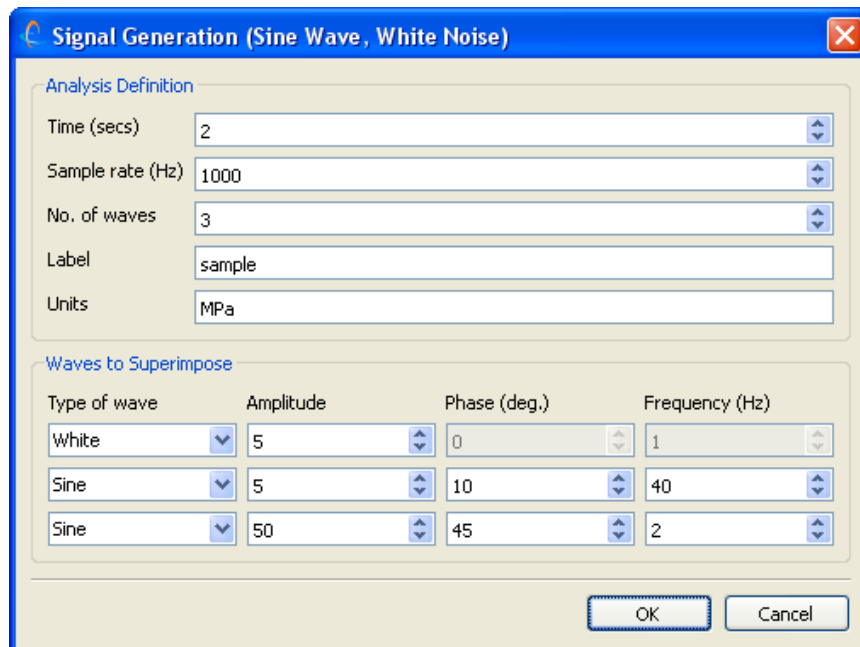 Signal Generation (Sine Wave, White Noise)
Analysis Definition
Time (secs) 2
Sample rate (Hz) 1000
No. of waves 3
Label sample
Units MPa
Waves to Superimpose
Type of wave Amplitude Phase (deg.) Frequency (Hz)
White 5 0 1
Sine 5 10 40
Sine 50 45 2
OK Cancel